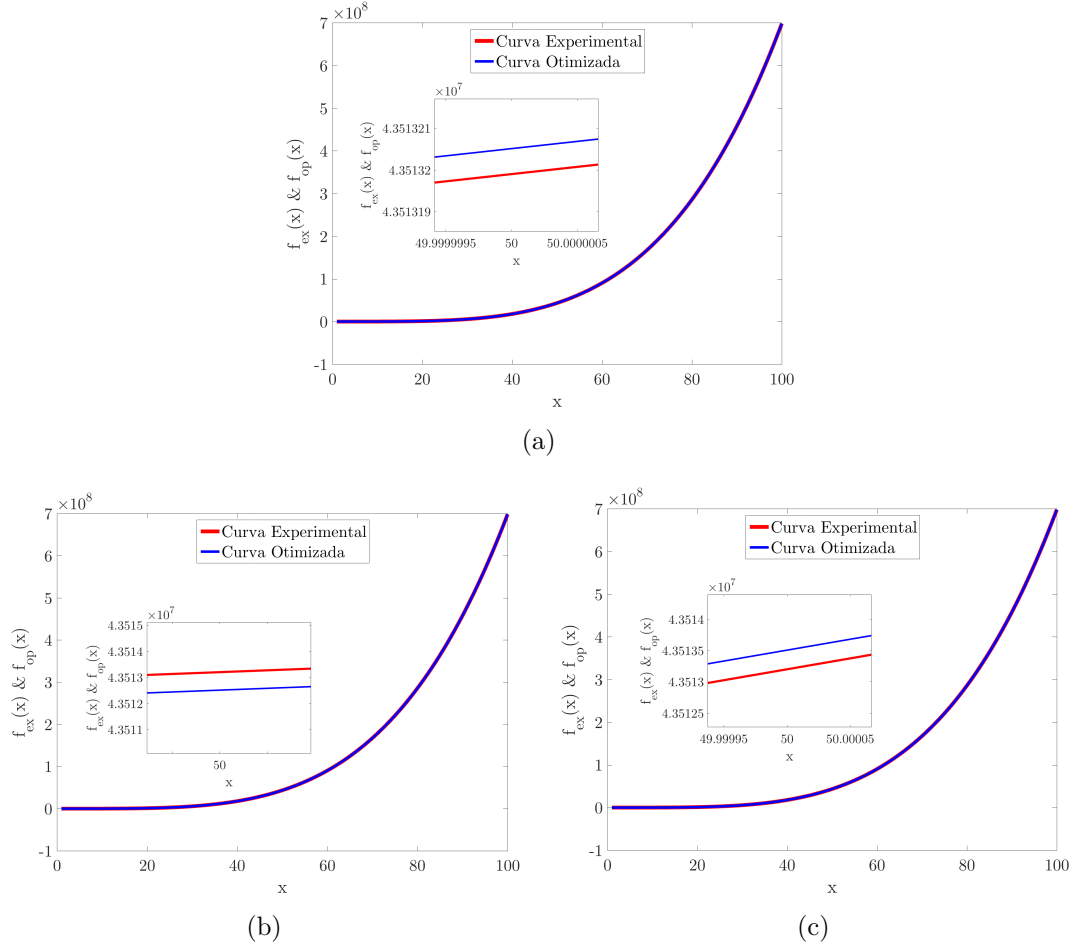 ×10⁸
7
6
5
4
3
2
1
0
-1
f_ex(x) & f_op(x)
Curva Experimental
Curva Otimizada
×10⁷
4.351321
4.35132
4.351319
f_ex(x) & f_op(x)
49.9999995 50 50.0000005
x
0 20 40 60 80 100
x
(a)
×10⁸
7
6
5
4
3
2
1
0
-1
f_ex(x) & f_op(x)
Curva Experimental
Curva Otimizada
×10⁷
4.3515
4.3514
4.3513
4.3512
4.3511
f_ex(x) & f_op(x)
50
x
0 20 40 60 80 100
x
(b)
×10⁸
7
6
5
4
3
2
1
0
-1
f_ex(x) & f_op(x)
Curva Experimental
Curva Otimizada
×10⁷
4.3514
4.35135
4.3513
4.35125
f_ex(x) & f_op(x)
49.99995 50 50.00005
x
0 20 40 60 80 100
x
(c)